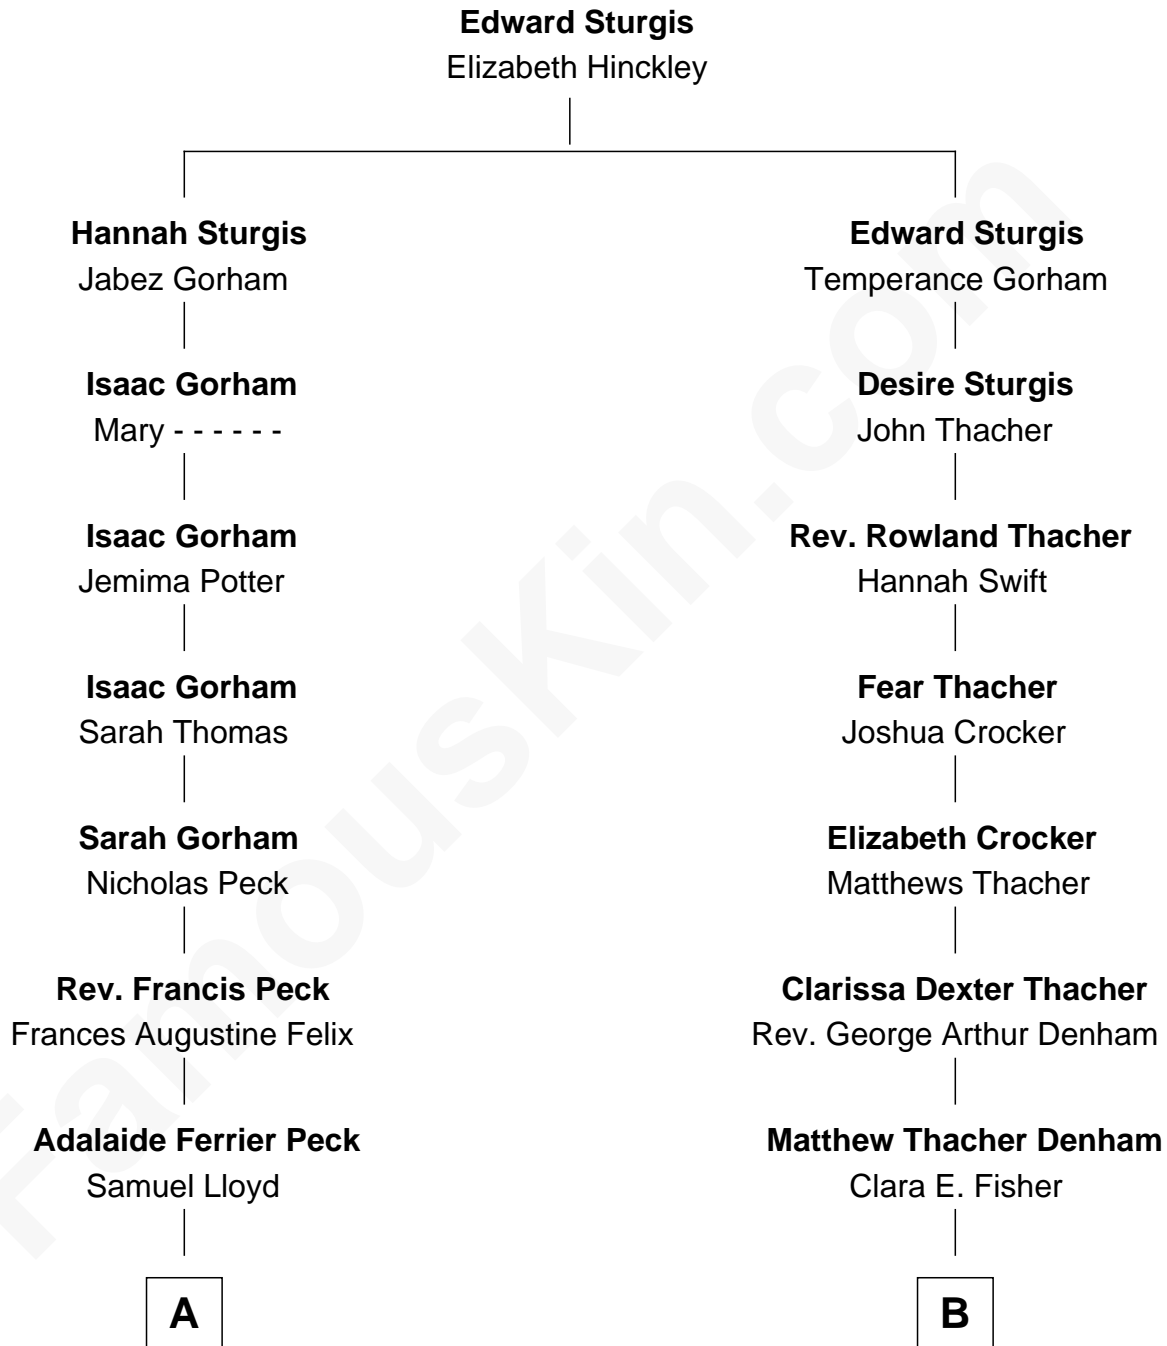 Edward Sturgis
Elizabeth Hinckley
Hannah Sturgis
Jabez Gorham
Edward Sturgis
Temperance Gorham
Isaac Gorham
Mary - - - - - -
Desire Sturgis
John Thacher
Isaac Gorham
Jemima Potter
Rev. Rowland Thacher
Hannah Swift
Isaac Gorham
Sarah Thomas
Fear Thacher
Joshua Crocker
Sarah Gorham
Nicholas Peck
Elizabeth Crocker
Matthews Thacher
Rev. Francis Peck
Frances Augustine Felix
Clarissa Dexter Thacher
Rev. George Arthur Denham
Adalaide Ferrier Peck
Samuel Lloyd
Matthew Thacher Denham
Clara E. Fisher
A
B
FamousKin.com